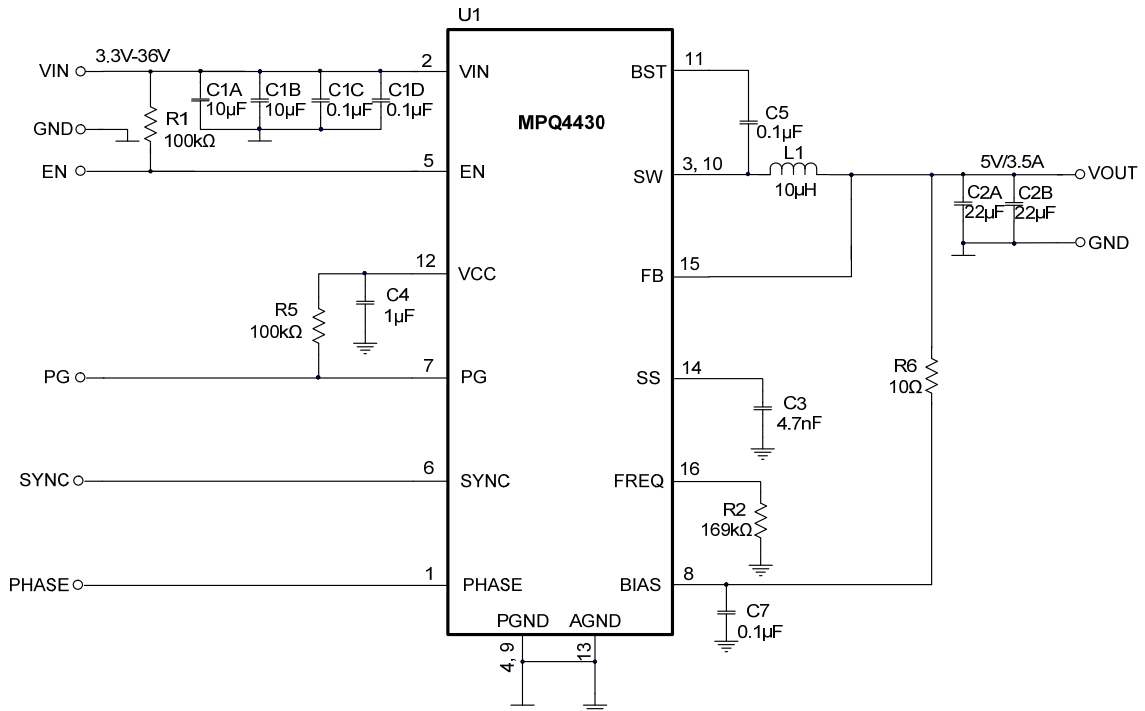 U1
3.3V-36V
VIN
2
VIN
C1A
10µF
C1B
10µF
C1C
0.1µF
C1D
0.1µF
GND
R1
100kΩ
EN
5
EN
MPQ4430
BST
11
C5
0.1µF
SW
3, 10
L1
10µH
5V/3.5A
VOUT
C2A
22µF
C2B
22µF
GND
12
VCC
C4
1µF
R5
100kΩ
FB
15
PG
7
PG
SS
14
C3
4.7nF
R6
10Ω
SYNC
6
SYNC
FREQ
16
R2
169kΩ
PHASE
1
PHASE
BIAS
8
C7
0.1µF
PGND
AGND
4, 9
13